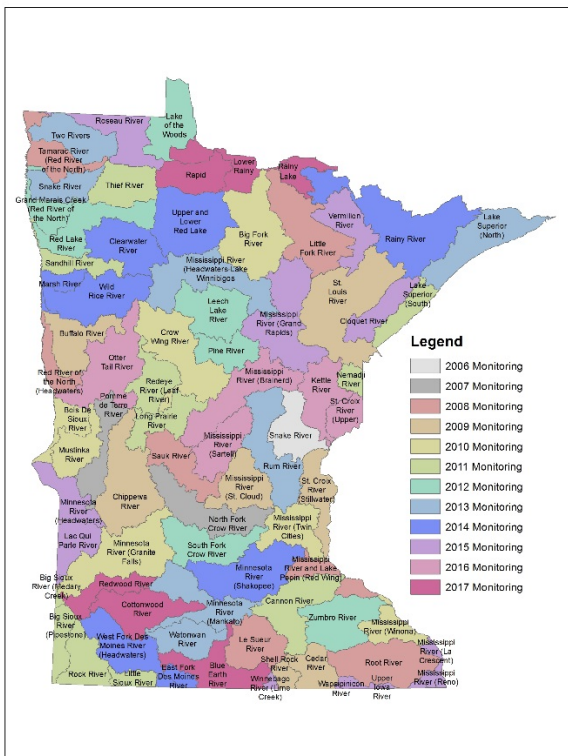 Roseau River
Lake
of the
Woods
Two Rivers
Tamarac River
(Red River
of the North)
Rapid
Lower
Rainy
Rainy
Lake
Snake River
Thief River
Grand Marais Creek
(Red River of
the North)
Upper and
Lower
Red Lake
Big Fork
River
Vermilion
River
Little
Fork River
Rainy River
Lake
Superior
(North)
Red Lake
River
Clearwater
River
Sandhill River
Mississippi River
(Headwaters-Lake
Winnibigos
Marsh River
Wild
Rice River
Leech
Lake
River
Mississippi
River (Grand
Rapids)
St.
Louis
River
Lake
Superior
(South)
Cloquet River
Buffalo River
Crow
Wing River
Pine River
Otter
Tail River
Red River of
the North
(Headwaters)
Redeye
River (Leaf
River)
Mississippi
River (Brainerd)
Kettle
River
Nemadji
River
Pomme
de Terre
River
St. Croix
River
(Upper)
Bois De
Sioux
River
Long Prairie
River
Mississippi
River
(Sartell)
Snake River
Mustinka
River
Sauk River
Rum River
Mississippi
River
(St. Cloud)
St. Croix
River
(Stillwater)
Minnesota
River
(Headwaters)
Chippewa
River
North Fork
Crow River
Mississippi
River (Twin
Cities)
Lac Qui
Parle River
Minnesota
River (Granite
Falls)
South Fork
Crow River
Big Sioux
River (Medary
Creek)
Redwood River
Minnesota
River
(Shakopee)
Mississippi
River and Lake
Pepin (Red Wing)
Cottonwood
River
Minnesota
River
(Mankato)
Cannon River
Big Sioux
River
(Pipestone)
Zumbro River
Mississippi
River (Winona)
West Fork Des
Moines River
(Headwaters)
Watonwan
River
Le Sueur
River
Mississippi
River (La
Crescent)
Rock River
Little
Sioux River
East Fork
Des Moines
River
Blue
Earth
River
Shell Rock
River
Winnebago
River (Lime
Creek)
Cedar
River
Root River
Wapsipinicon
River
Upper
Iowa River
Mississippi
River (Reno)
Legend
2006 Monitoring
2007 Monitoring
2008 Monitoring
2009 Monitoring
2010 Monitoring
2011 Monitoring
2012 Monitoring
2013 Monitoring
2014 Monitoring
2015 Monitoring
2016 Monitoring
2017 Monitoring